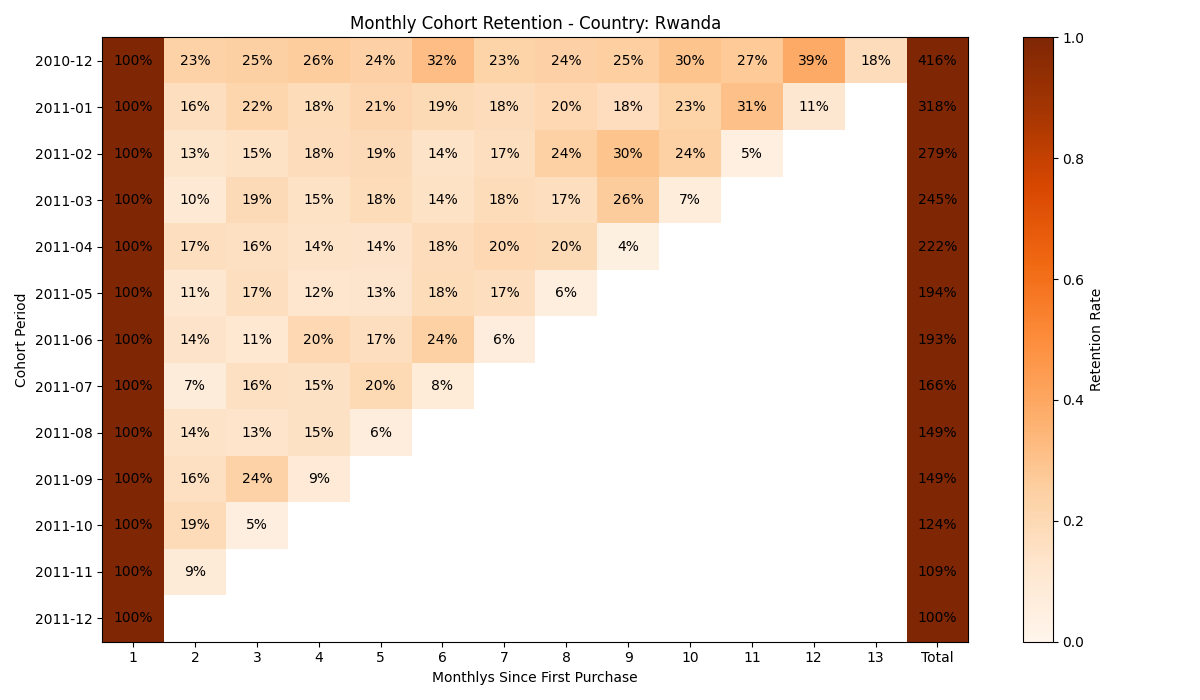 Monthly Cohort Retention - Country: Rwanda
2010-12 100% 23% 25% 26% 24% 32% 23% 24% 25% 30% 27% 39% 18% 416%
2011-01 100% 16% 22% 18% 21% 19% 18% 20% 18% 23% 31% 11% 318%
2011-02 100% 13% 15% 18% 19% 14% 17% 24% 30% 24% 5% 279%
2011-03 100% 10% 19% 15% 18% 14% 18% 17% 26% 7% 245%
2011-04 100% 17% 16% 14% 14% 18% 20% 20% 4% 222%
2011-05 100% 11% 17% 12% 13% 18% 17% 6% 194%
2011-06 100% 14% 11% 20% 17% 24% 6% 193%
2011-07 100% 7% 16% 15% 20% 8% 166%
2011-08 100% 14% 13% 15% 6% 149%
2011-09 100% 16% 24% 9% 149%
2011-10 100% 19% 5% 124%
2011-11 100% 9% 109%
2011-12 100% 100%
1 2 3 4 5 6 7 8 9 10 11 12 13 Total
Monthlys Since First Purchase
Cohort Period
1.0
0.8
0.6
0.4
0.2
0.0
Retention Rate